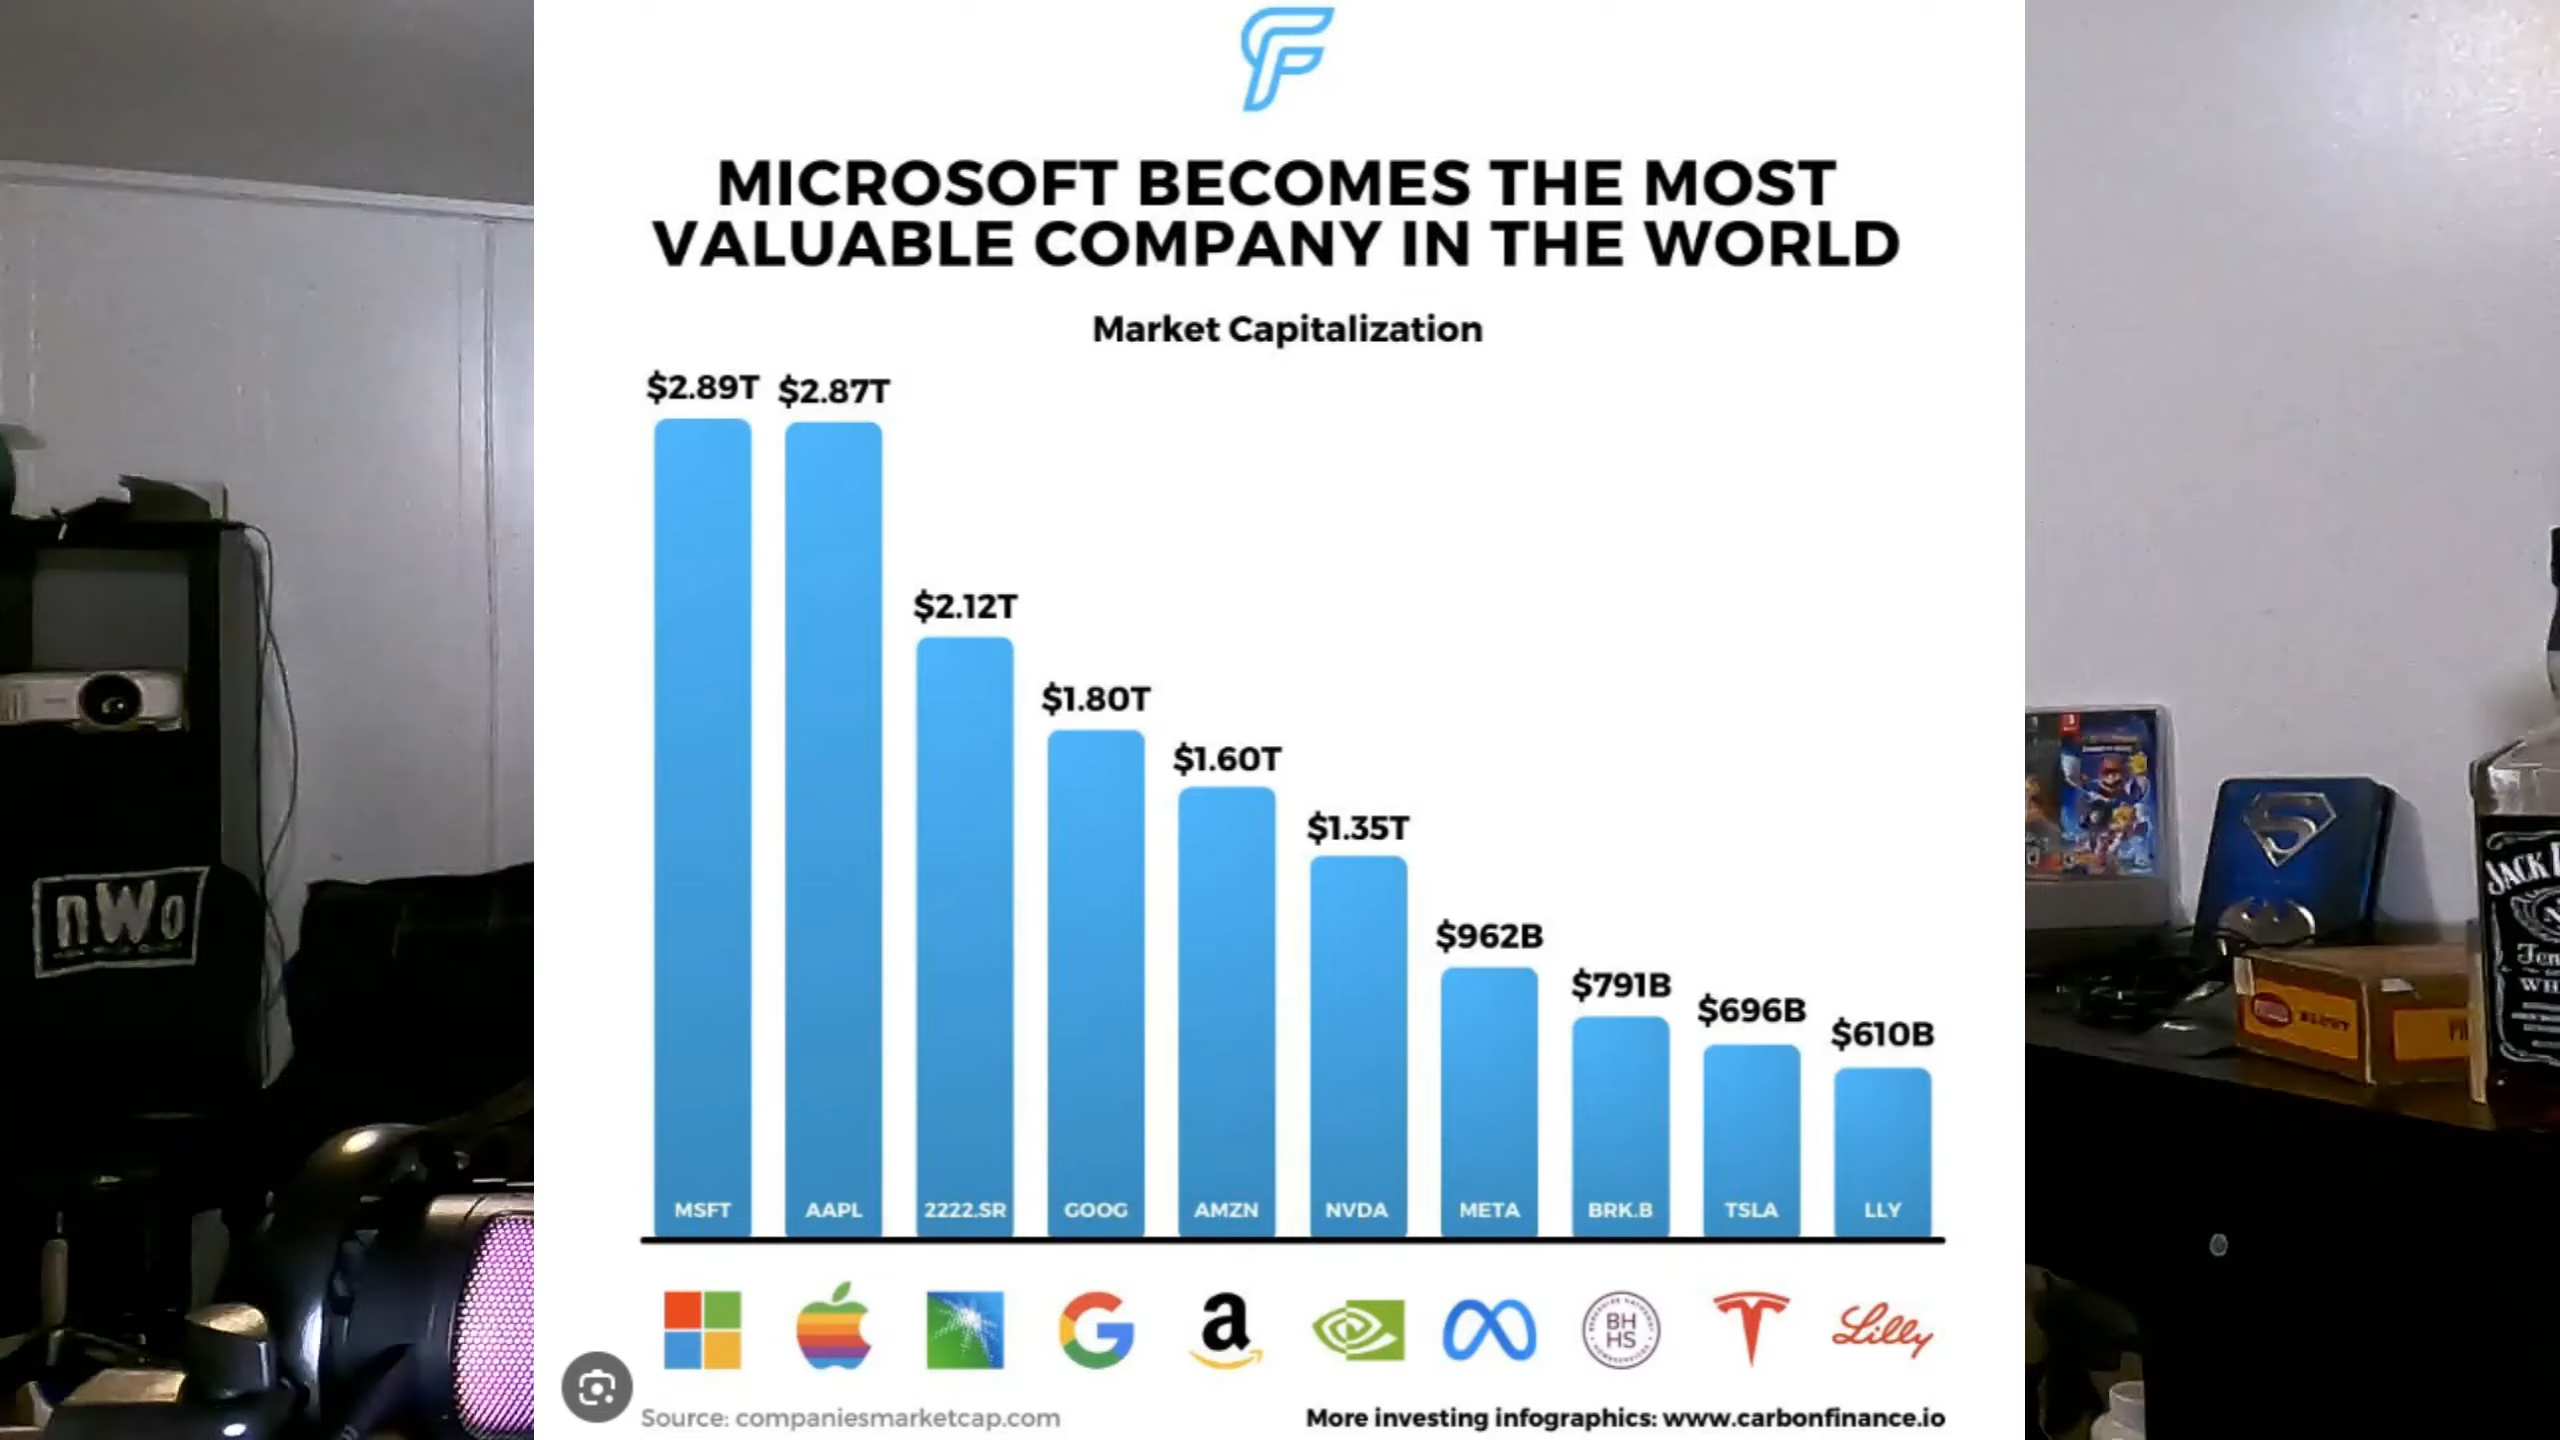 MICROSOFT BECOMES THE MOST
VALUABLE COMPANY IN THE WORLD
Market Capitalization
$2.89T $2.87T
$2.12T
$1.80T
$1.60T
$1.35T
$962B
$791B
$696B
$610B
MSFT AAPL 2222.SR GOOG AMZN NVDA META BRK.B TSLA LLY
a
BH
HS
Lilly
Source: companiesmarketcap.com
More investing infographics: www.carbonfinance.io
nWo
JACK